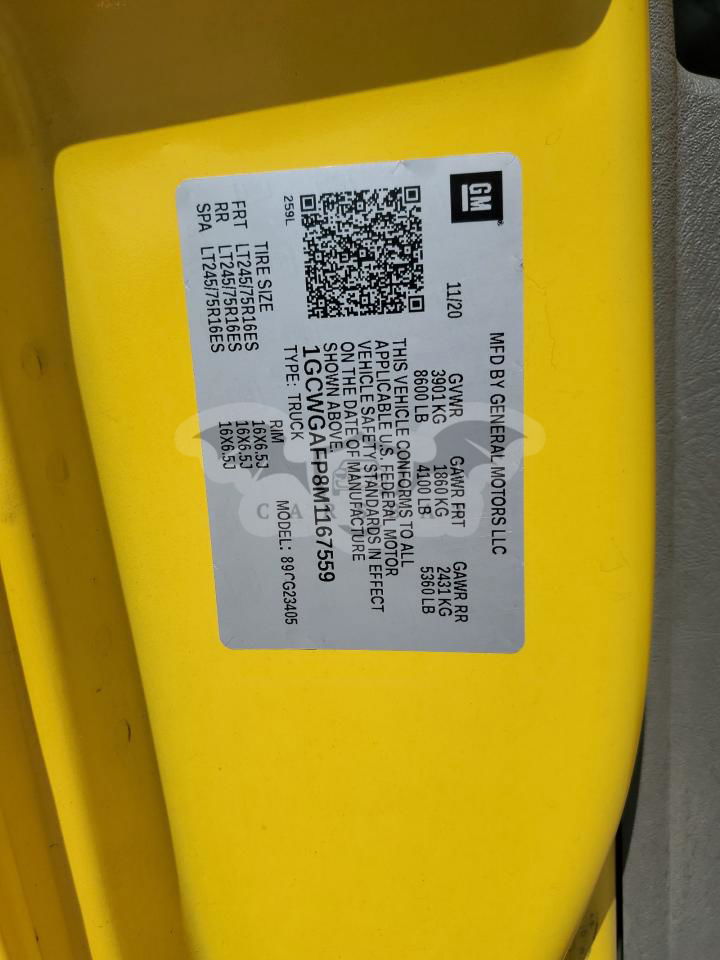 GM
MFD BY GENERAL MOTORS LLC
11/20
GVWR
3901 KG
8600 LB
GAWR FRT
1860 KG
4100 LB
GAWR RR
2431 KG
5360 LB
THIS VEHICLE CONFORMS TO ALL
APPLICABLE U.S. FEDERAL MOTOR
VEHICLE SAFETY STANDARDS IN EFFECT
ON THE DATE OF MANUFACTURE
SHOWN ABOVE.
1GCWGAFP8M1167559
TYPE: TRUCK
MODEL:
259L
TIRE SIZE
RIM
FRT LT245/75R16ES 16X6.5J
RR LT245/75R16ES 16X6.5J
SPA LT245/75R16ES 16X6.5J